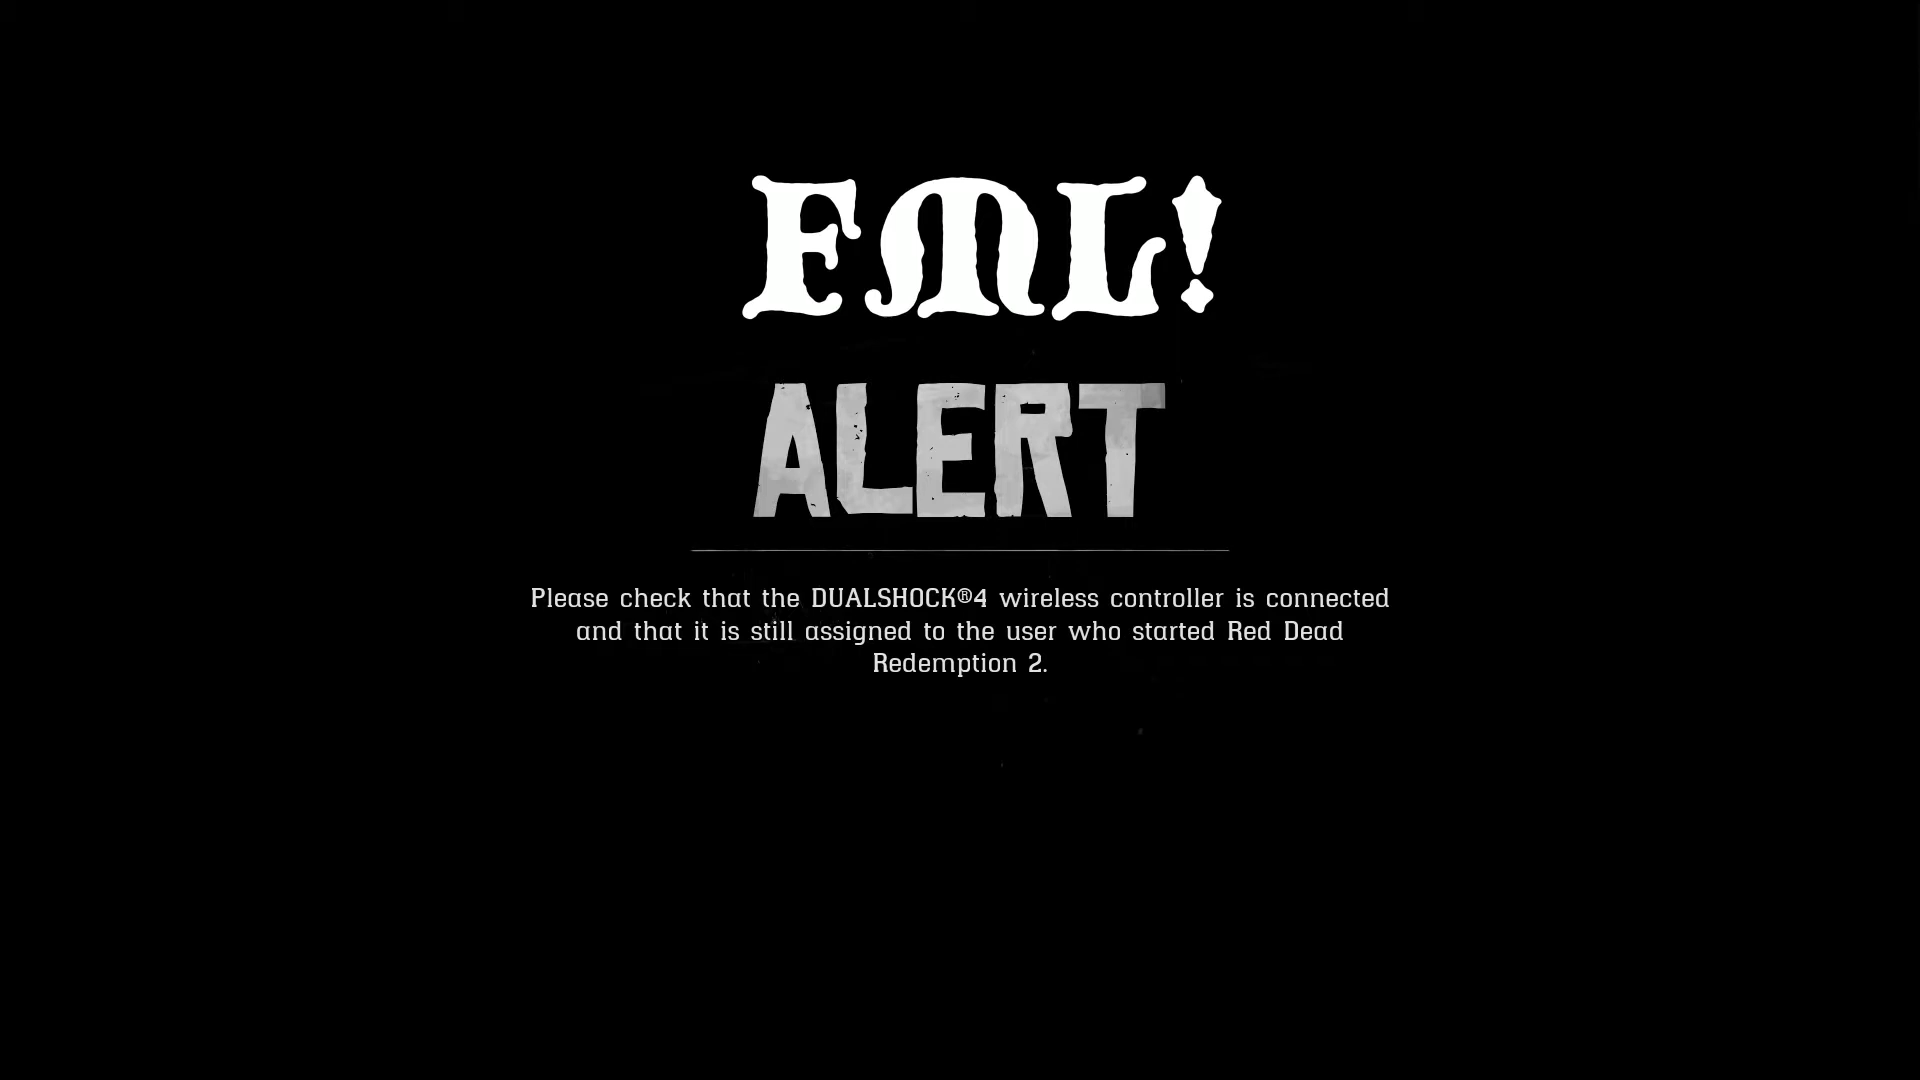 FML!
ALERT
Please check that the DUALSHOCK®4 wireless controller is connected
and that it is still assigned to the user who started Red Dead
Redemption 2.